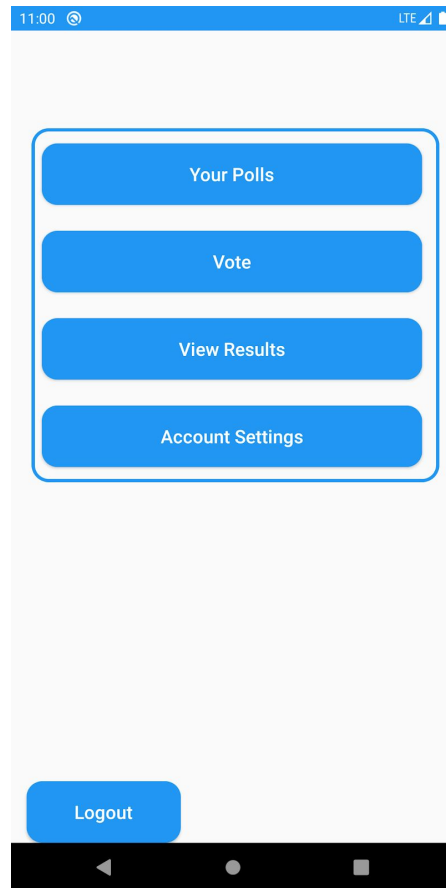 11:00 LTE
Your Polls
Vote
View Results
Account Settings
Logout